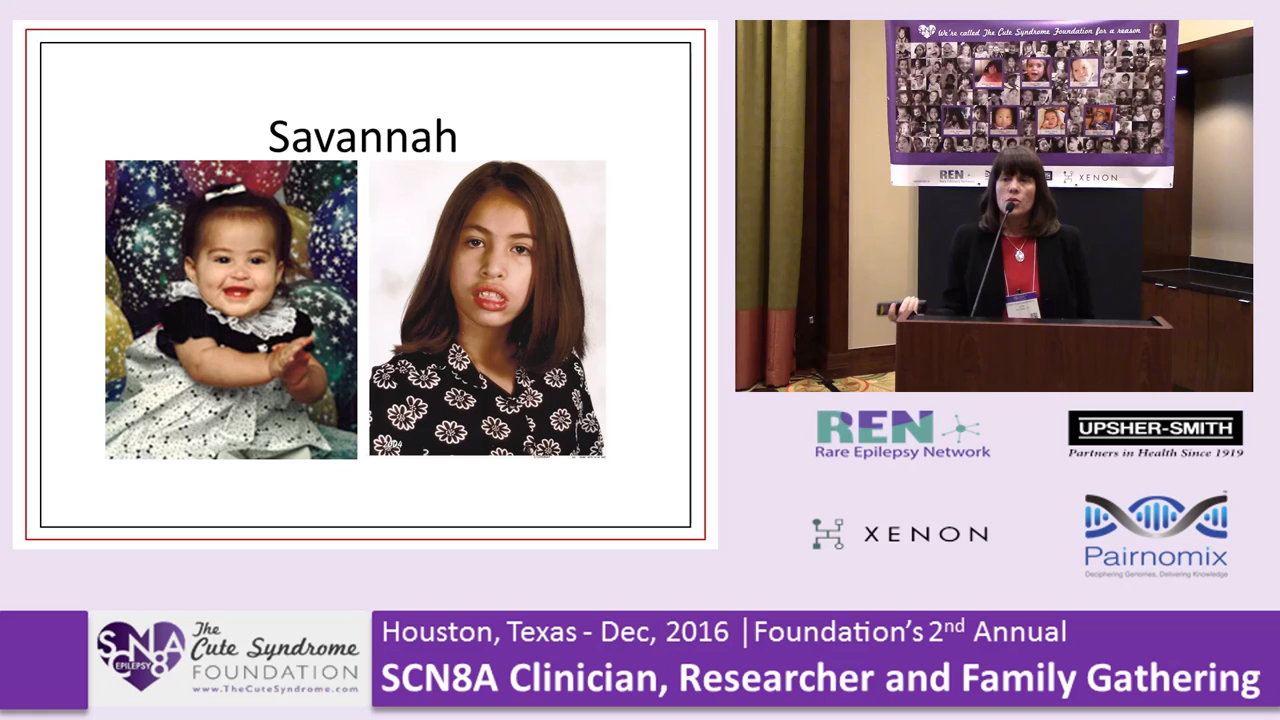 Savannah
We're called The Cute Syndrome Foundation for a reason
REN
XENON
REN
Rare Epilepsy Network
UPSHER-SMITH
Partners in Health Since 1919
XENON
Pairnomix
Deciphering Genomes, Delivering Knowledge
SCN8A
EPILEPSY
The
Cute Syndrome
FOUNDATION
www.TheCuteSyndrome.com
Houston, Texas - Dec, 2016 | Foundation's 2nd Annual
SCN8A Clinician, Researcher and Family Gathering